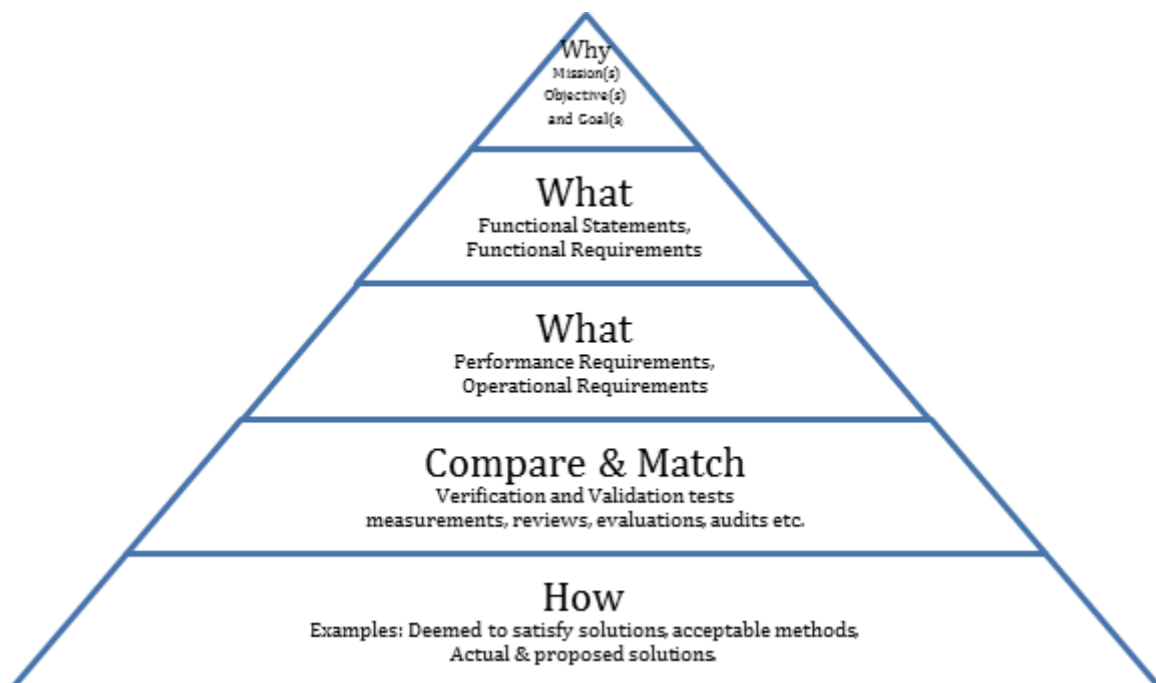 Why
Mission(s)
Objective(s)
and Goal(s;
What
Functional Statements,
Functional Requirements
What
Performance Requirements,
Operational Requirements
Compare & Match
Verification and Validation tests
measurements, reviews, evaluations, audits etc.
How
Examples: Deemed to satisfy solutions, acceptable methods,
Actual & proposed solutions.